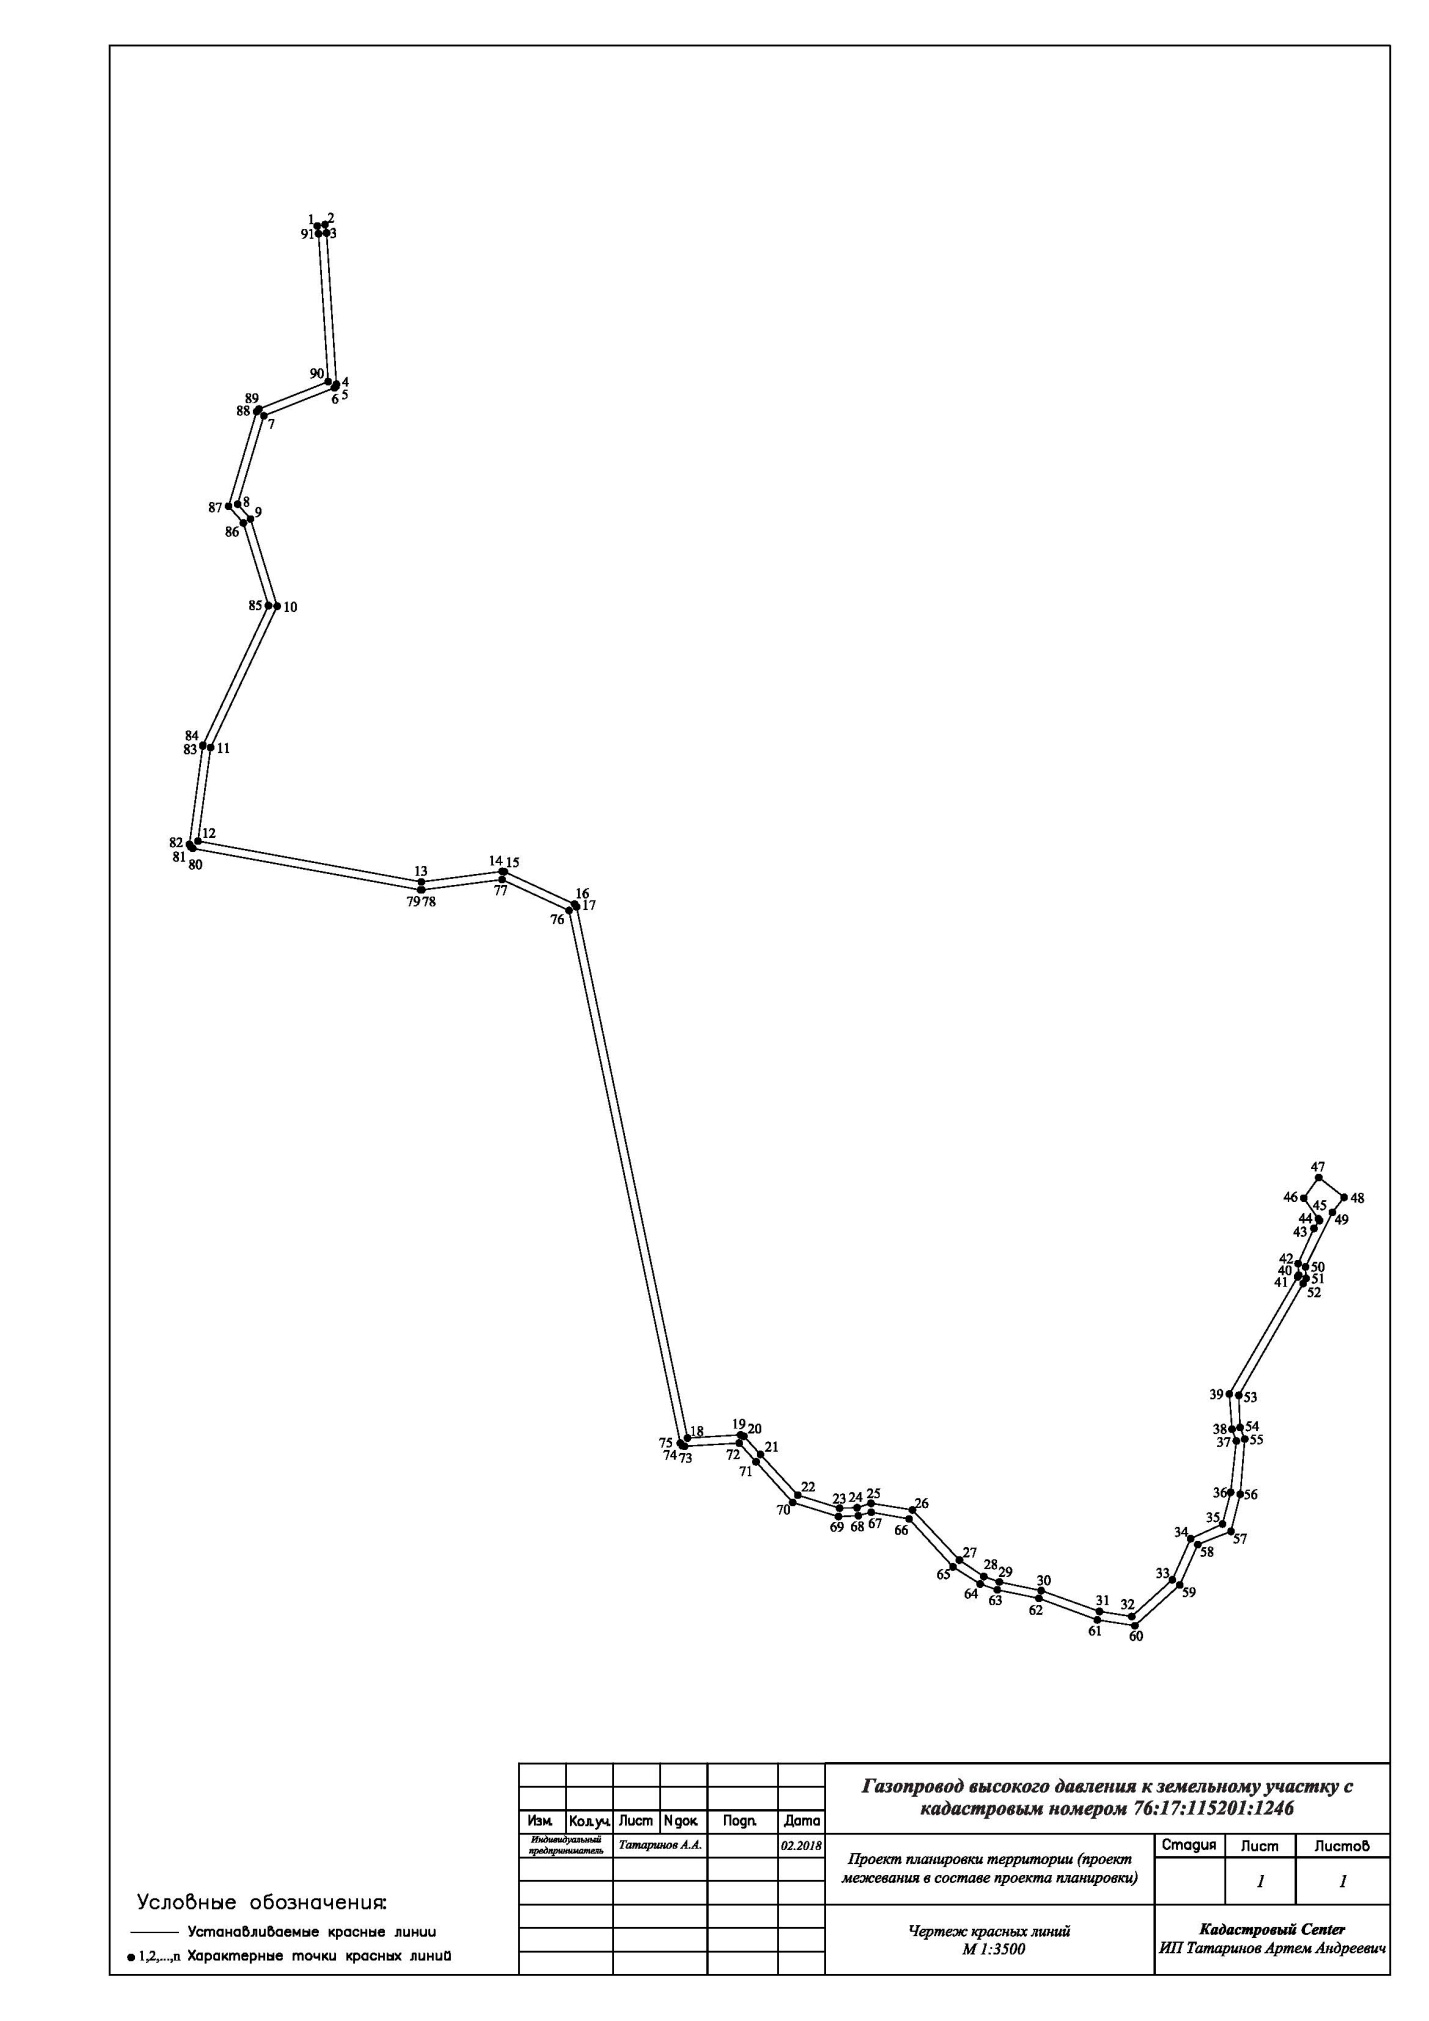 1 2
91 3
90 4
6 5
89
88
7
87 8
9
86
85 10
84
83 11
12
82
81 80
13
14 15
79 78 77
16
17
76
47
46 48
45
44 49
43
42
40 50
41 51
52
39 53
38 54
37 55
18
19 20
75
74 73 72
21
71
22
70
23 24 25 26
69 68 67 66
36 56
35
34 57
58
27
28
29
65
64 63
30
33
59
62
31 32
61 60
Условные обозначения:
Устанавливаемые красные линии
1,2,...,n Характерные точки красных линий
Изм. Кол.уч. Лист N док. Подп. Дата
Индивидуальный
предприниматель
Татаринов А.А. 02.2018
Газопровод высокого давления к земельному участку с
кадастровым номером 76:17:115201:1246
Проект планировки территории (проект
межевания в составе проекта планировки)
Стадия Лист Листов
1 1
Чертеж красных линий
М 1:3500
Кадастровый Center
ИП Татаринов Артем Андреевич